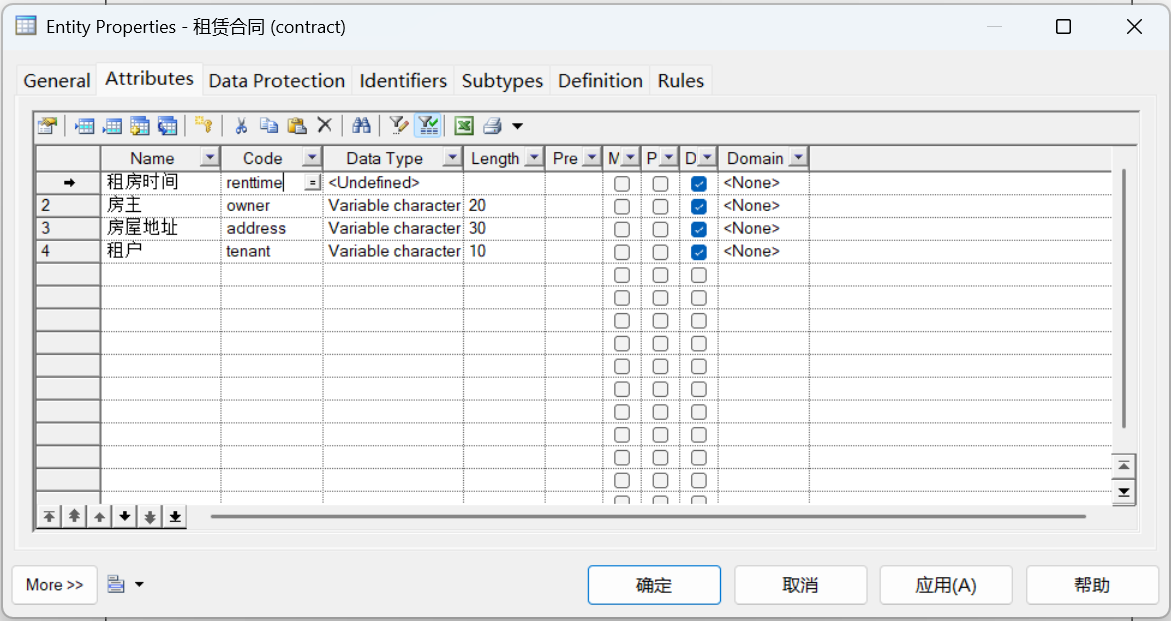 Entity Properties - 租赁合同 (contract)
General Attributes Data Protection Identifiers Subtypes Definition Rules
Name Code Data Type Length Pre M P D Domain
租房时间 renttime = <Undefined> <None>
2 房主 owner Variable character 20 <None>
3 房屋地址 address Variable character 30 <None>
4 租户 tenant Variable character 10 <None>
More >> 确定 取消 应用(A) 帮助